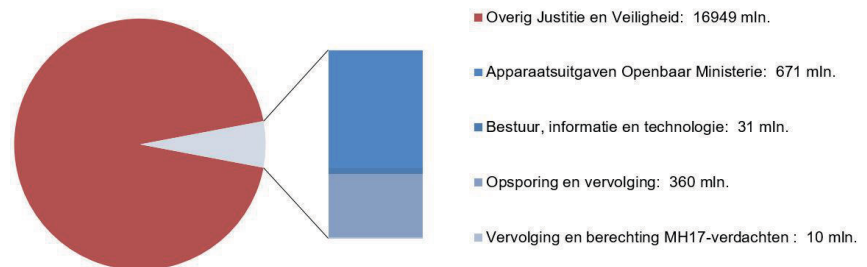 Overig Justitie en Veiligheid: 16949 mln.
Apparaatsuitgaven Openbaar Ministerie: 671 mln.
Bestuur, informatie en technologie: 31 mln.
Opsporing en vervolging: 360 mln.
Vervolging en berechting MH17-verdachten : 10 mln.